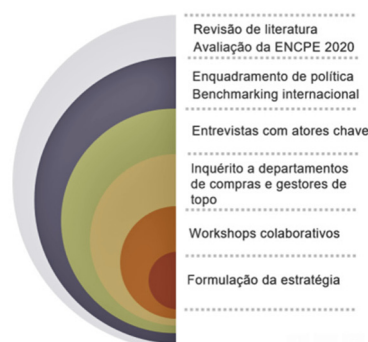 Revisão de literatura
Avaliação da ENCPE 2020
Enquadramento de política
Benchmarking internacional
Entrevistas com atores chave
Inquérito a departamentos
de compras e gestores de
topo
Workshops colaborativos
Formulação da estratégia